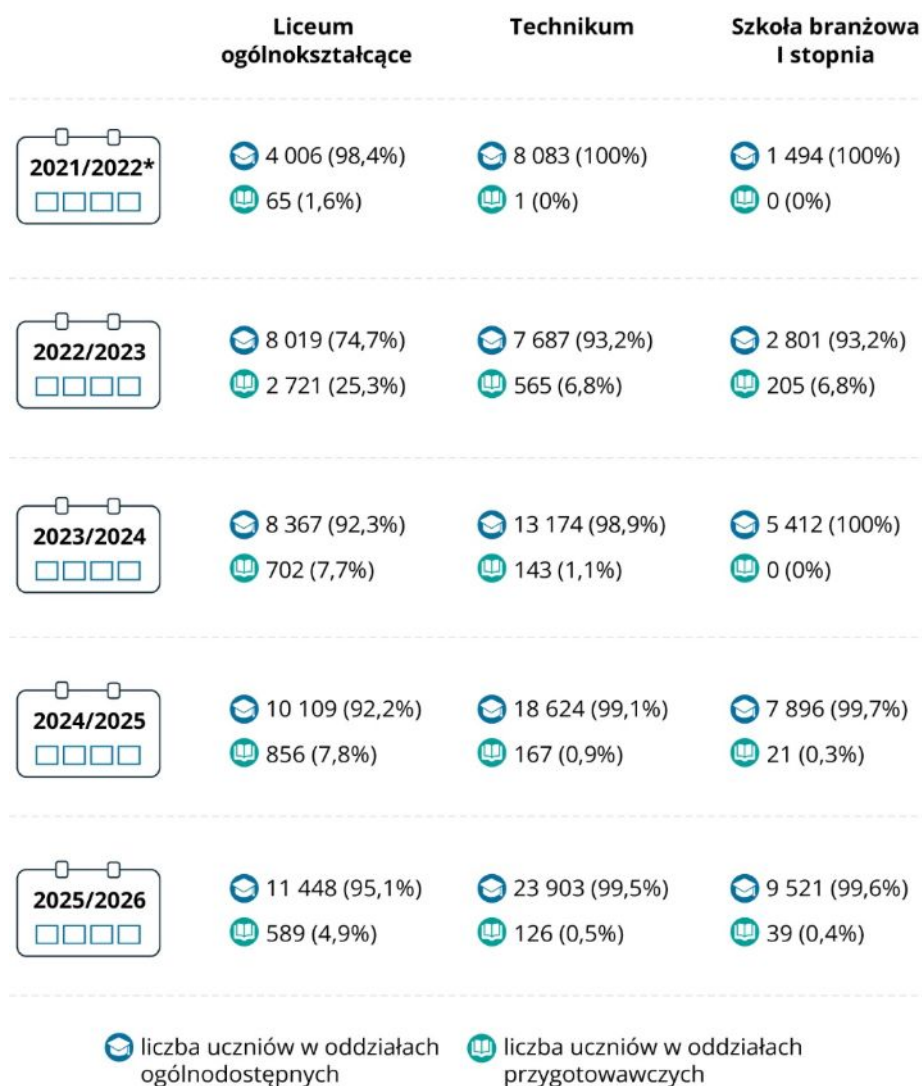 Liceum
ogólnokształcące
Technikum
Szkoła branżowa
I stopnia
2021/2022*
4 006 (98,4%)
65 (1,6%)
8 083 (100%)
1 (0%)
1 494 (100%)
0 (0%)
2022/2023
8 019 (74,7%)
2 721 (25,3%)
7 687 (93,2%)
565 (6,8%)
2 801 (93,2%)
205 (6,8%)
2023/2024
8 367 (92,3%)
702 (7,7%)
13 174 (98,9%)
143 (1,1%)
5 412 (100%)
0 (0%)
2024/2025
10 109 (92,2%)
856 (7,8%)
18 624 (99,1%)
167 (0,9%)
7 896 (99,7%)
21 (0,3%)
2025/2026
11 448 (95,1%)
589 (4,9%)
23 903 (99,5%)
126 (0,5%)
9 521 (99,6%)
39 (0,4%)
liczba uczniów w oddziałach
ogólnodostępnych
liczba uczniów w oddziałach
przygotowawczych